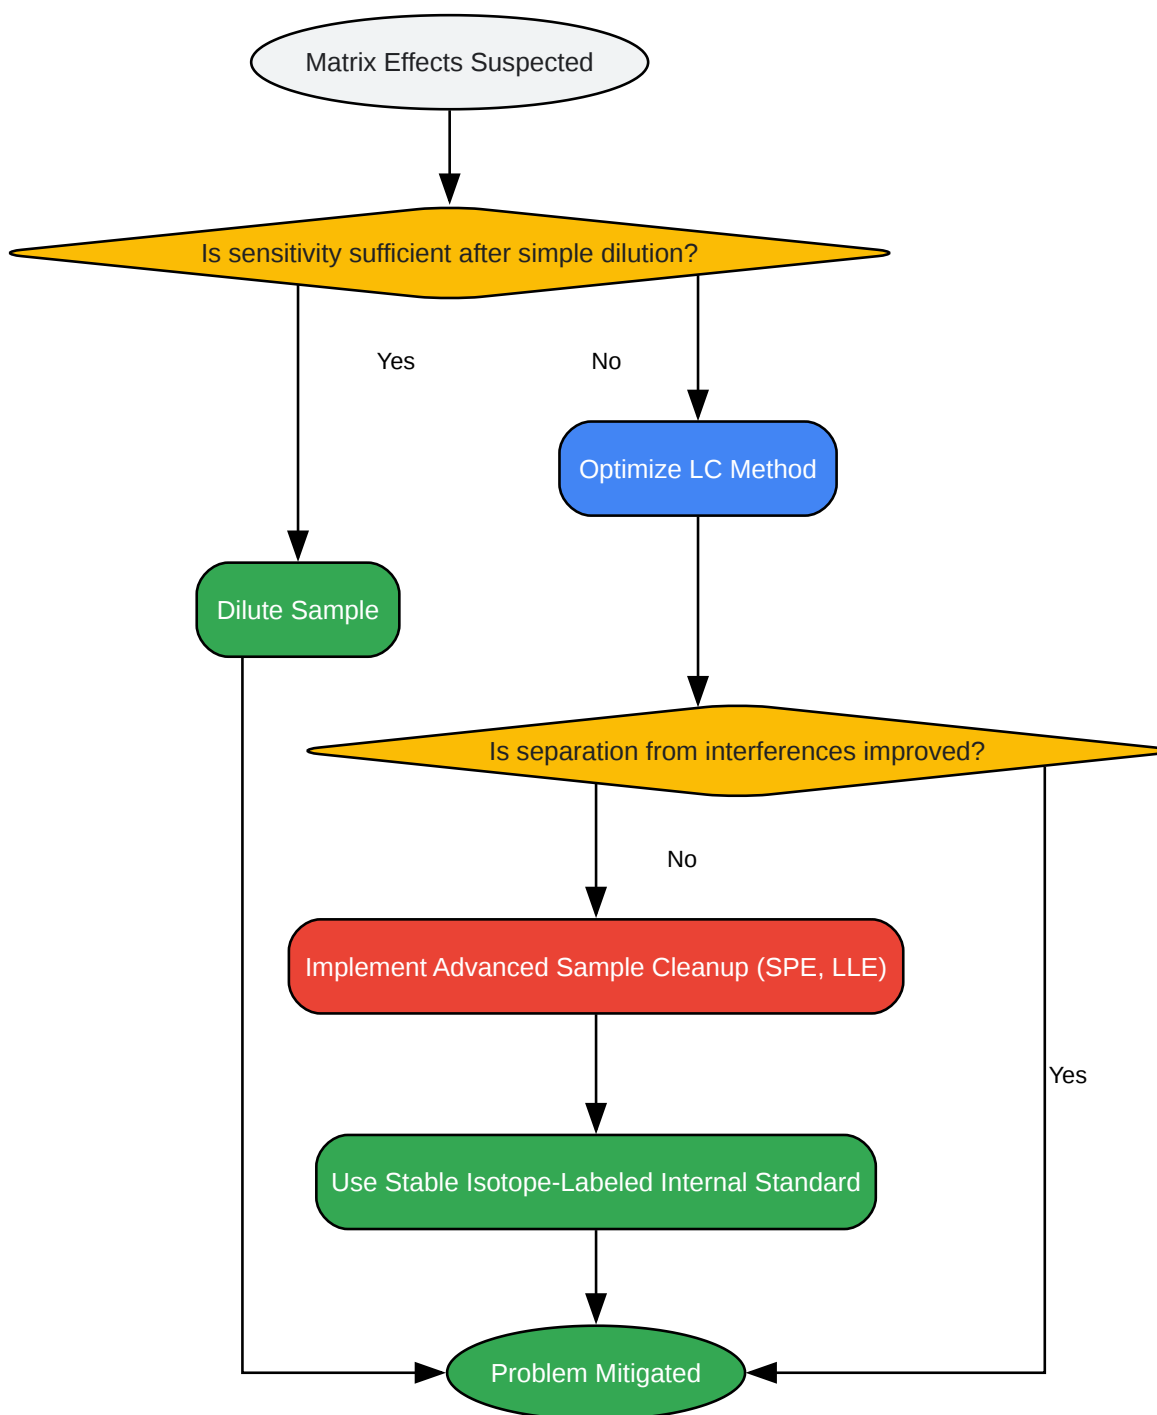 Matrix Effects Suspected
Is sensitivity sufficient after simple dilution?
Yes
No
Optimize LC Method
Dilute Sample
Is separation from interferences improved?
No
Implement Advanced Sample Cleanup (SPE, LLE)
Yes
Use Stable Isotope-Labeled Internal Standard
Problem Mitigated